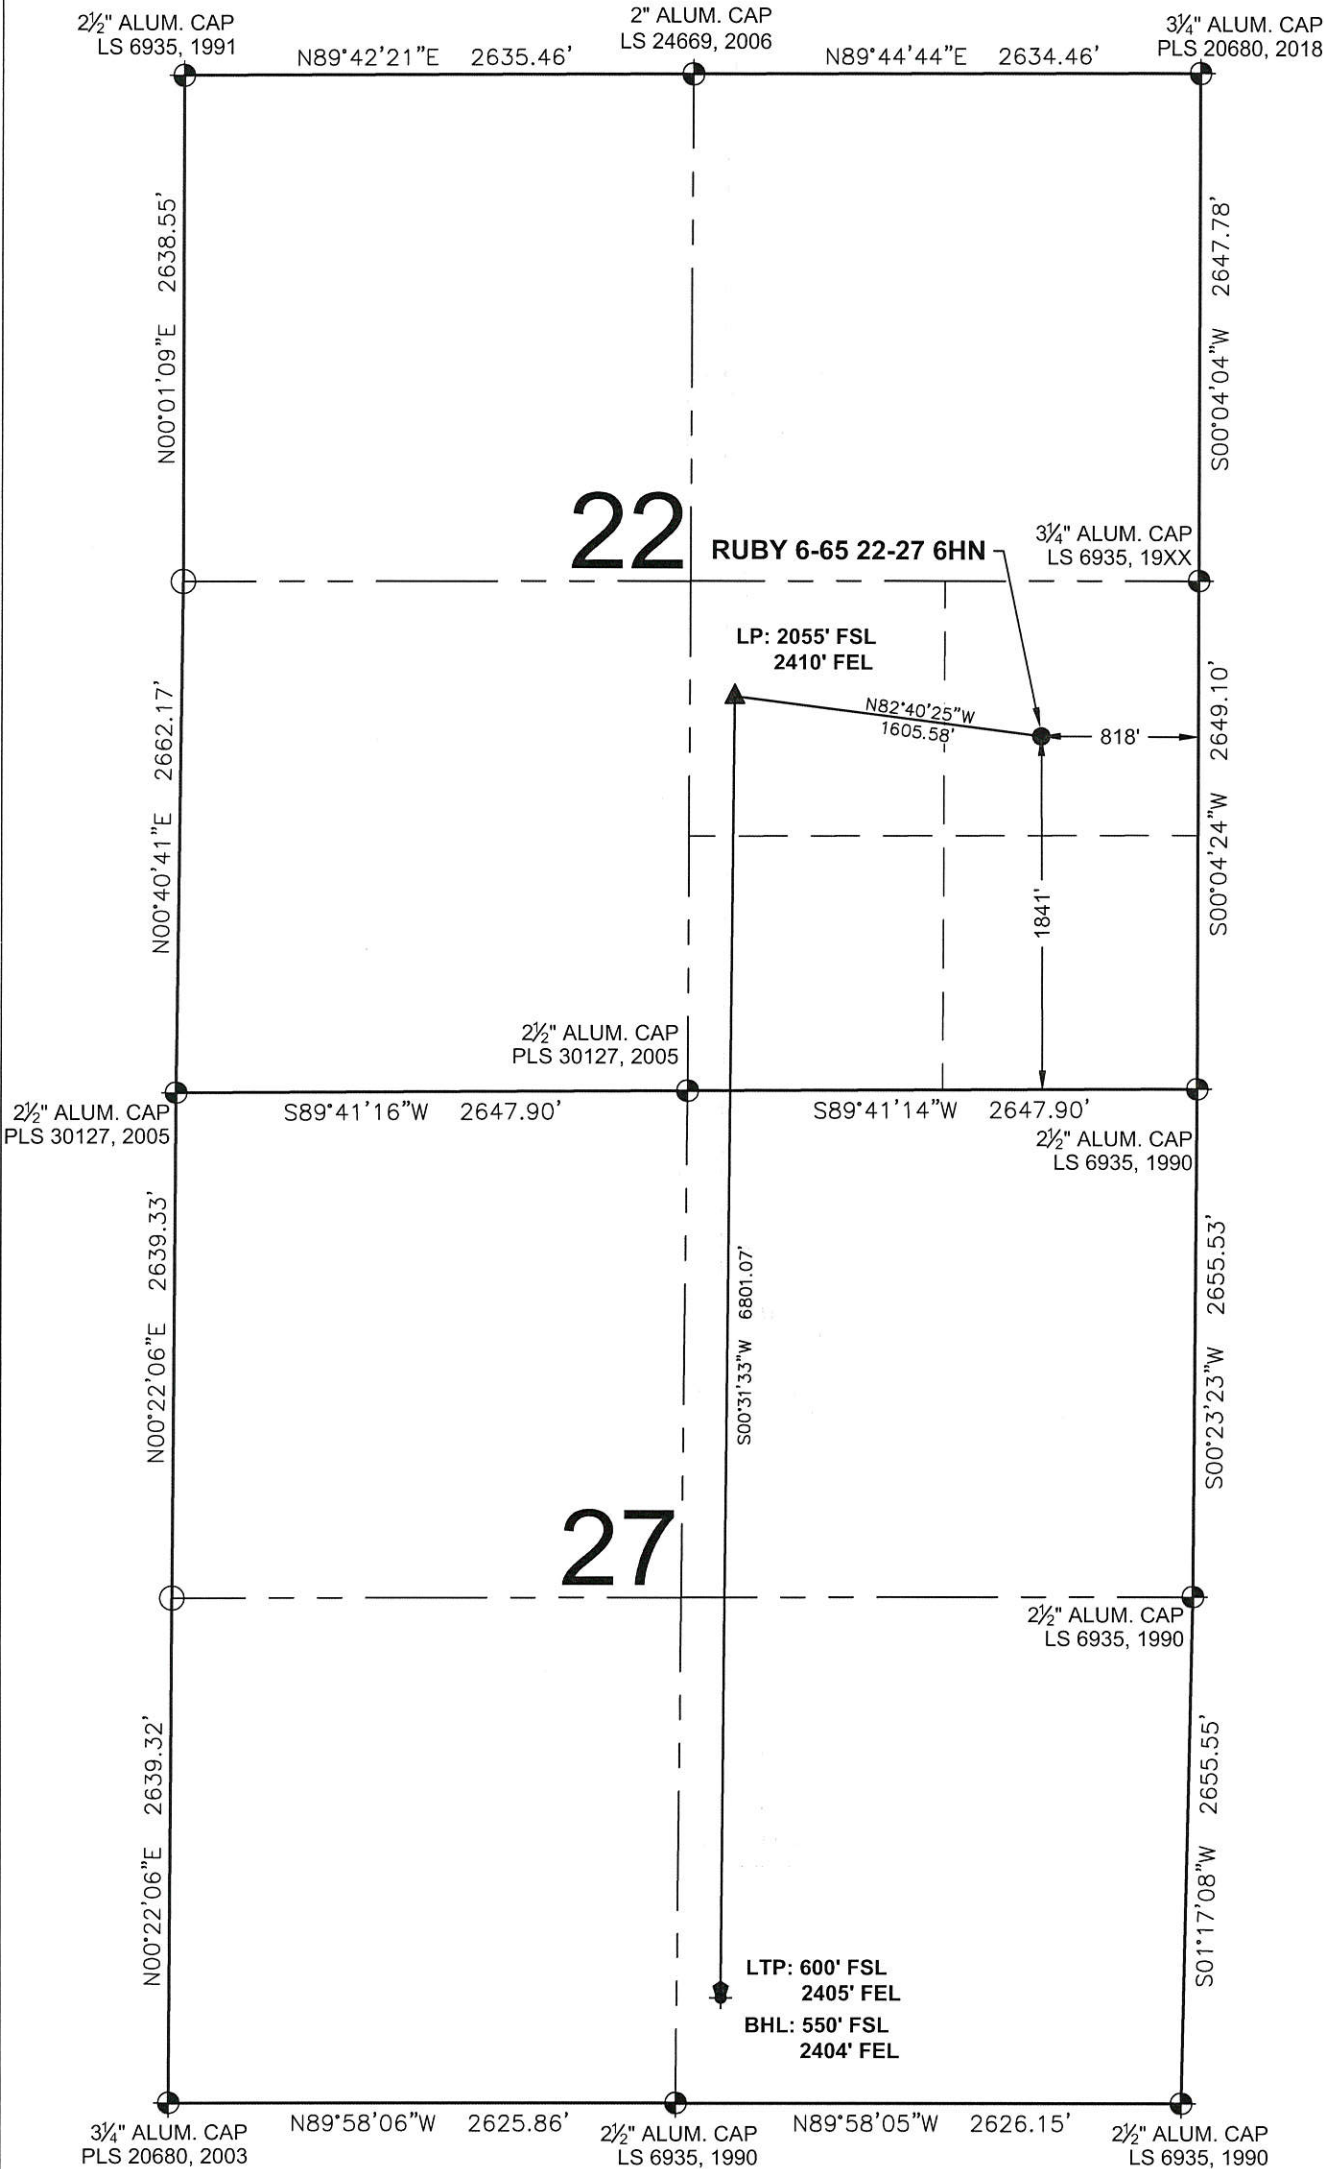 2½" ALUM. CAP
LS 6935, 1991
2" ALUM. CAP
LS 24669, 2006
3¼" ALUM. CAP
PLS 20680, 2018
N89°42'21"E 2635.46'
N89°44'44"E 2634.46'
N00°01'09"E 2638.55'
S00°04'04"W 2647.78'
22
RUBY 6-65 22-27 6HN
3¼" ALUM. CAP
LS 6935, 19XX
LP: 2055' FSL
2410' FEL
N82°40'25"W
1605.58'
818'
1841'
N00°40'41"E 2662.17'
S00°04'24"W 2649.10'
2½" ALUM. CAP
PLS 30127, 2005
2½" ALUM. CAP
PLS 30127, 2005
S89°41'16"W 2647.90'
S89°41'14"W 2647.90'
2½" ALUM. CAP
LS 6935, 1990
N00°22'06"E 2639.33'
S00°31'33"W 6801.07'
S00°23'23"W 2655.53'
27
2½" ALUM. CAP
LS 6935, 1990
N00°22'06"E 2639.32'
S01°17'08"W 2655.55'
LTP: 600' FSL
2405' FEL
BHL: 550' FSL
2404' FEL
N89°58'06"W 2625.86'
N89°58'05"W 2626.15'
3¼" ALUM. CAP
PLS 20680, 2003
2½" ALUM. CAP
LS 6935, 1990
2½" ALUM. CAP
LS 6935, 1990